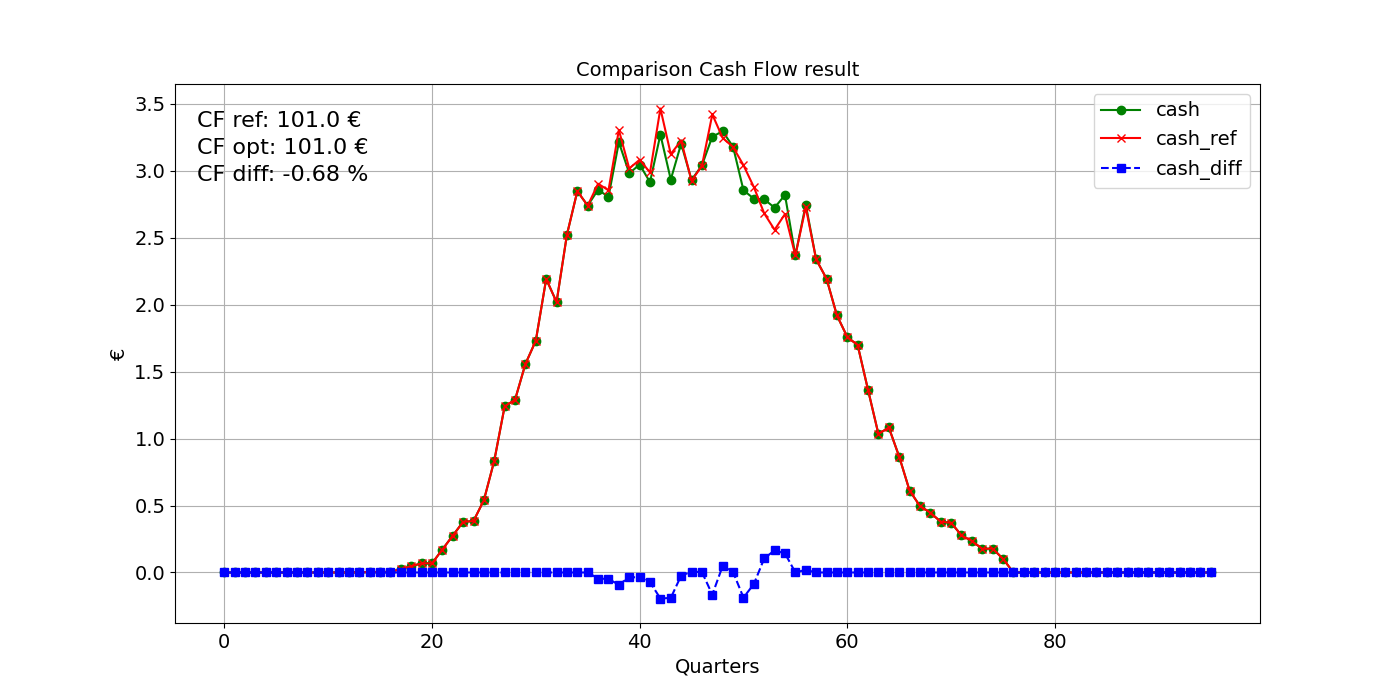 Comparison Cash Flow result
CF ref: 101.0 €
CF opt: 101.0 €
CF diff: -0.68 %
cash
cash_ref
cash_diff
3.5
3.0
2.5
2.0
1.5
1.0
0.5
0.0
€
0 20 40 60 80
Quarters